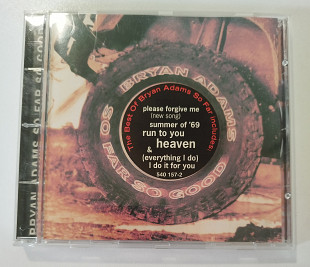 BRYAN ADAMS SO FAR SO GOOD
BRYAN ADAMS
SO
FAR SO GOOD
The Best Of Bryan Adams So Far includes:
please forgive me
(new song)
summer of '69
run to you
heaven
&
(everything I do)
I do it for you
540 157-2